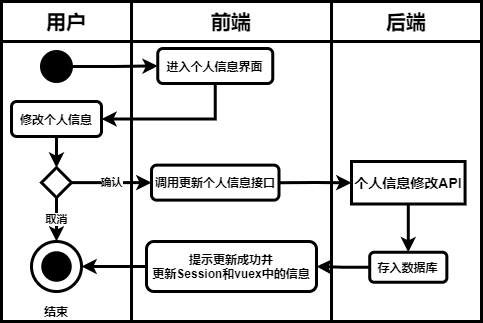 用户
前端
后端
进入个人信息界面
修改个人信息
确认
调用更新个人信息接口
个人信息修改API
取消
提示更新成功并
更新Session和vuex中的信息
存入数据库
结束